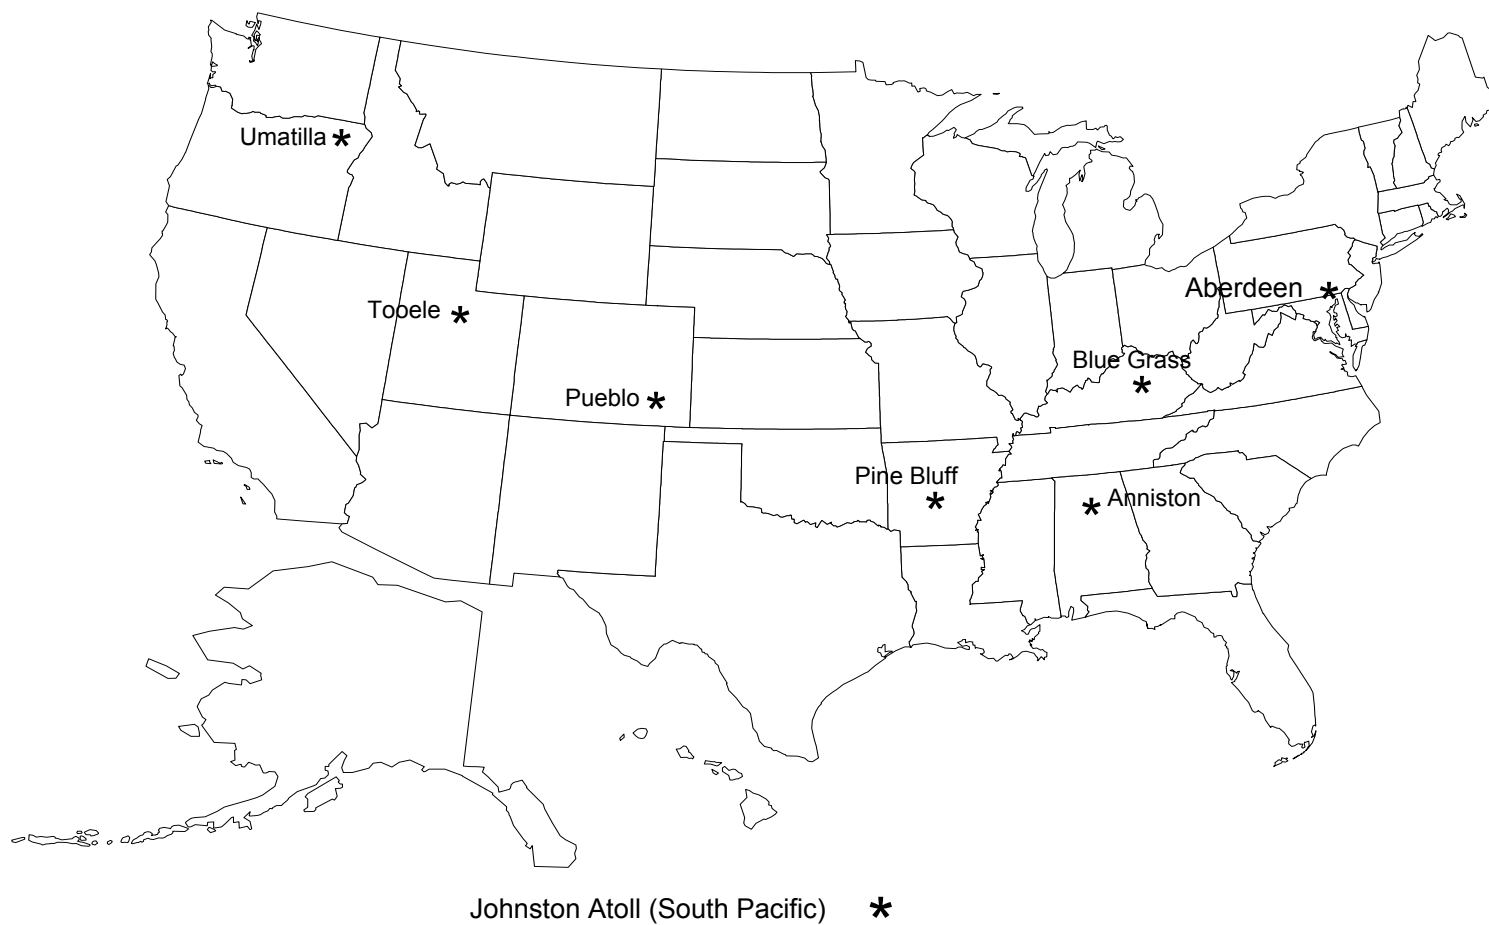 Umatilla *
Tooele *
Aberdeen *
Blue Grass
*
Pueblo *
Pine Bluff
*
* Anniston
Johnston Atoll (South Pacific) *